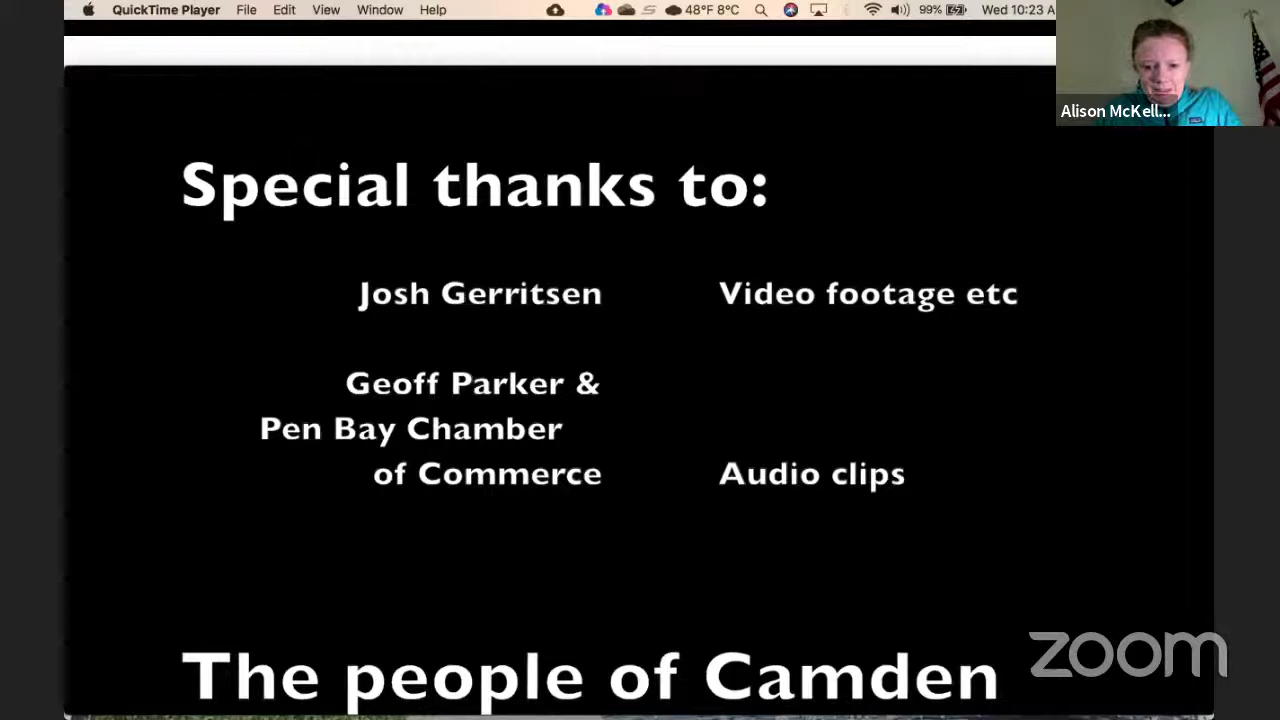 QuickTime Player File Edit View Window Help 48°F 8°C 99% Wed 10:23 A
Alison McKell...
Special thanks to:
Josh Gerritsen Video footage etc
Geoff Parker &
Pen Bay Chamber
of Commerce Audio clips
The people of Camden
zoom